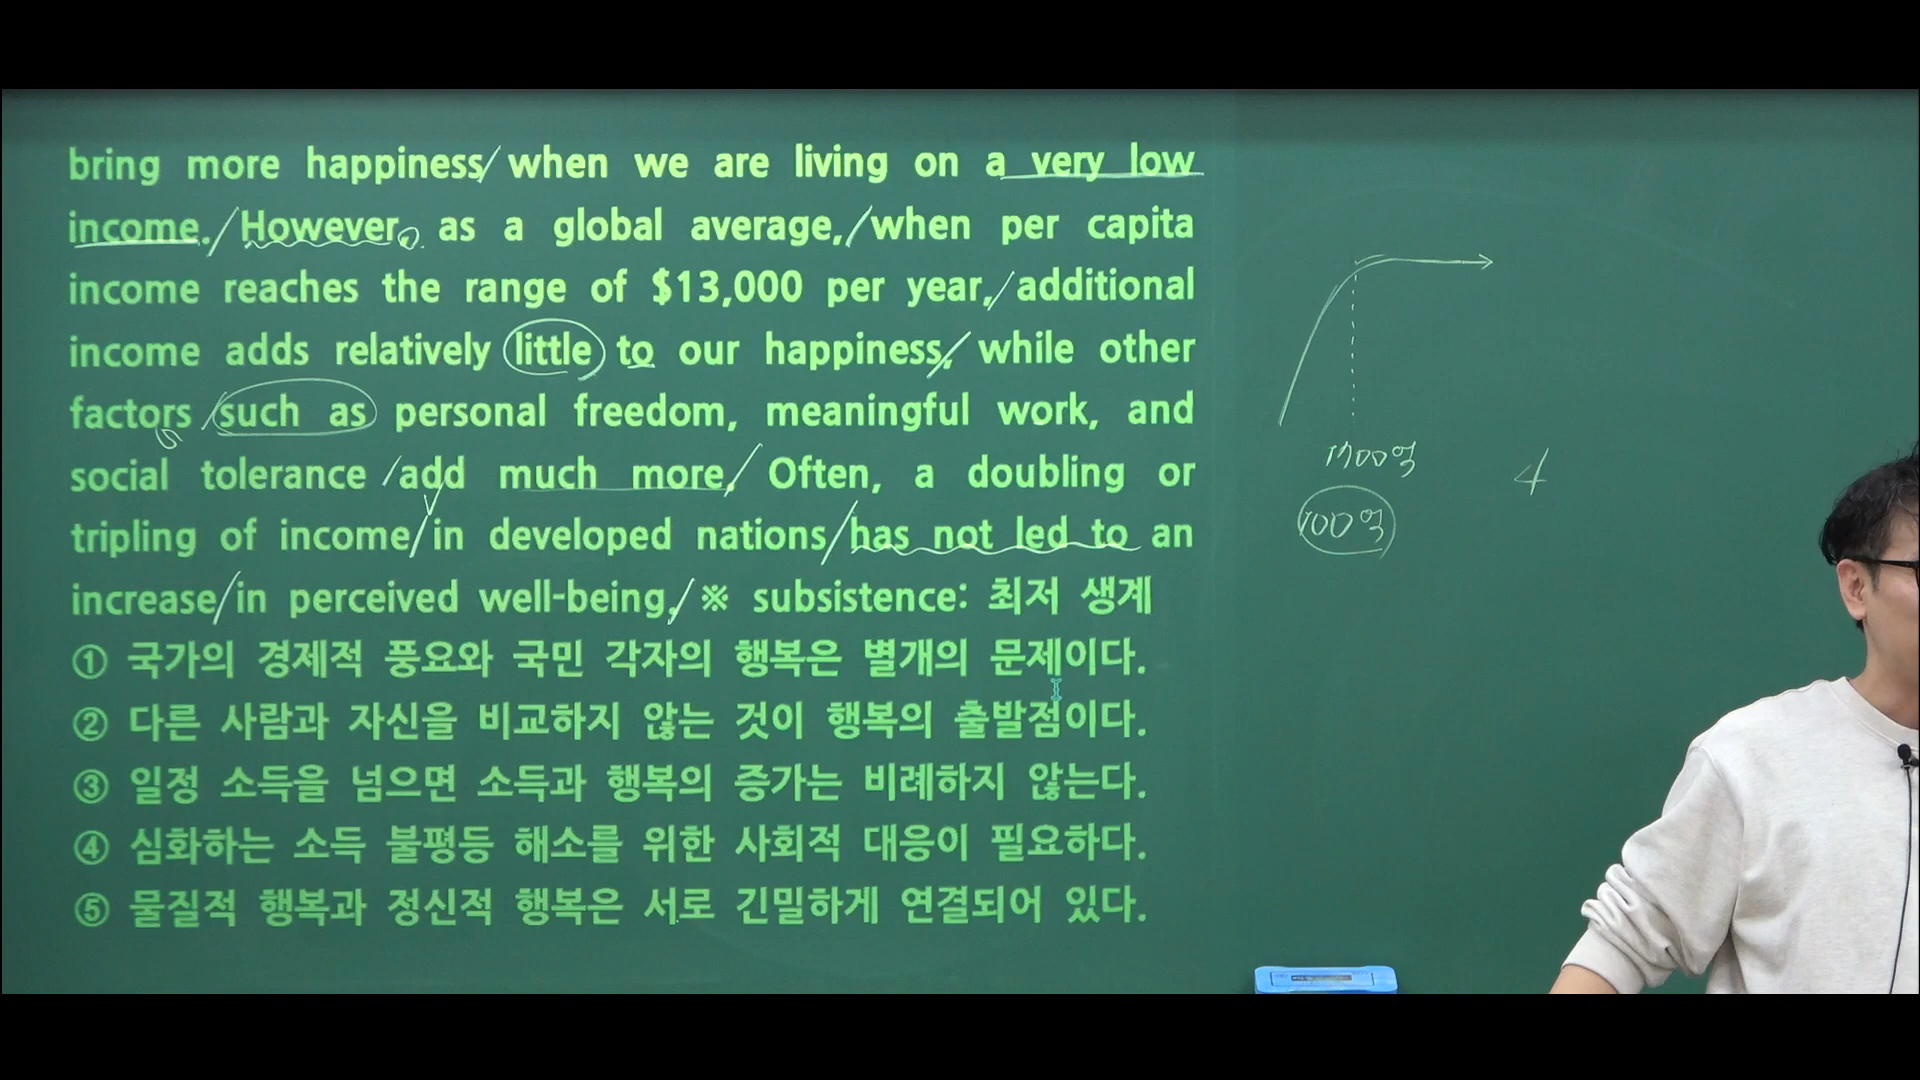 bring more happiness when we are living on a very low
income. However, as a global average, when per capita
income reaches the range of $13,000 per year, additional
income adds relatively little to our happiness, while other
factors such as personal freedom, meaningful work, and
social tolerance add much more. Often, a doubling or
tripling of income in developed nations has not led to an
increase in perceived well-being. ※ subsistence: 최저 생계
① 국가의 경제적 풍요와 국민 각자의 행복은 별개의 문제이다.
② 다른 사람과 자신을 비교하지 않는 것이 행복의 출발점이다.
③ 일정 소득을 넘으면 소득과 행복의 증가는 비례하지 않는다.
④ 심화하는 소득 불평등 해소를 위한 사회적 대응이 필요하다.
⑤ 물질적 행복과 정신적 행복은 서로 긴밀하게 연결되어 있다.
100억
4